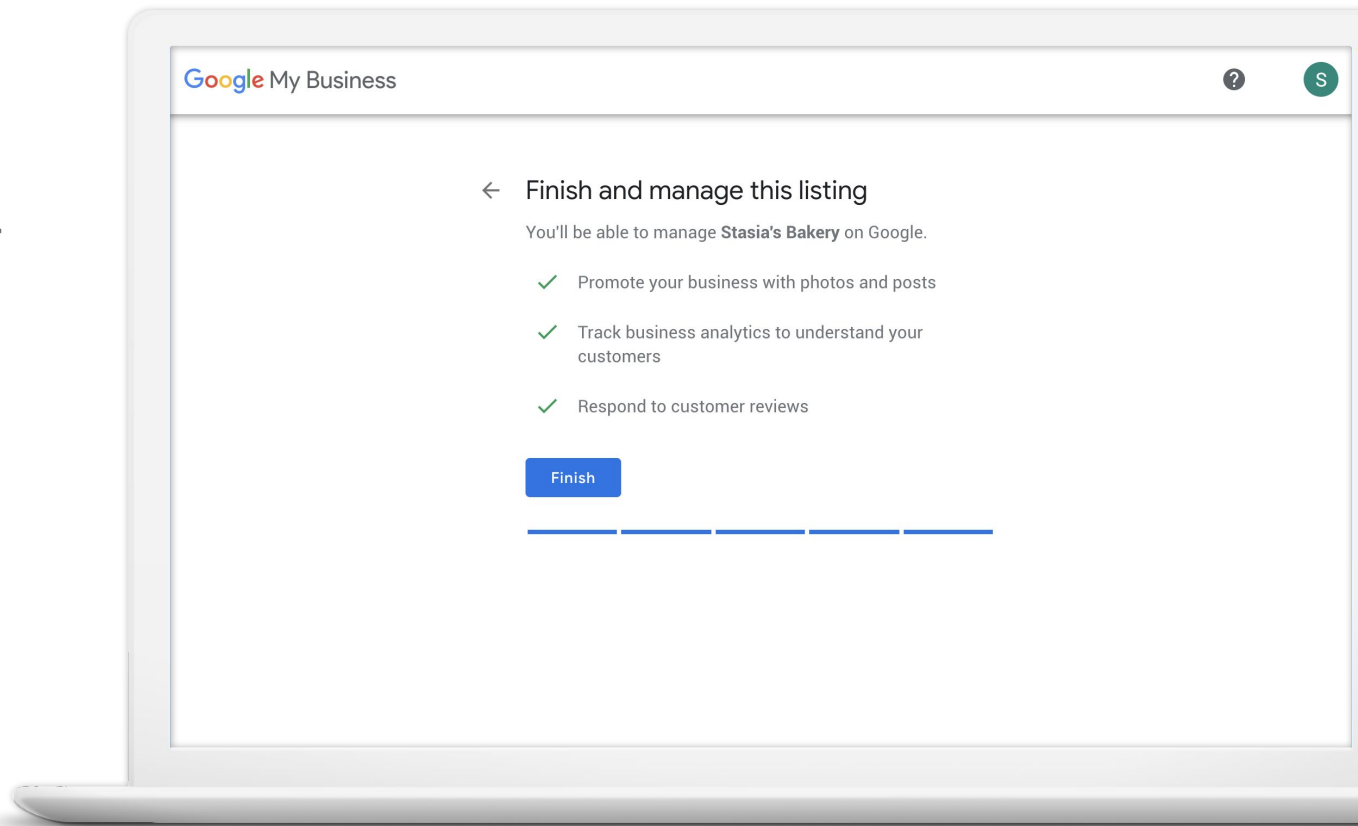 Google My Business
S
Finish and manage this listing
You'll be able to manage Stasia's Bakery on Google.
Promote your business with photos and posts
Track business analytics to understand your
customers
Respond to customer reviews
Finish